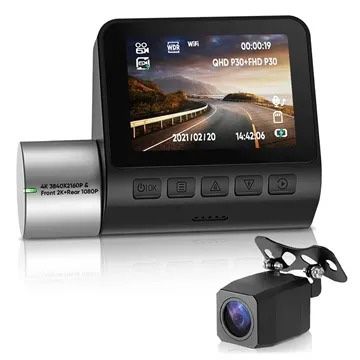 WDR WiFi 00:00:19
QHD P30+FHD P30
2021/02/20 14:42:06
OK
4K 3840X2160P &
Front 2K+Rear 1080P